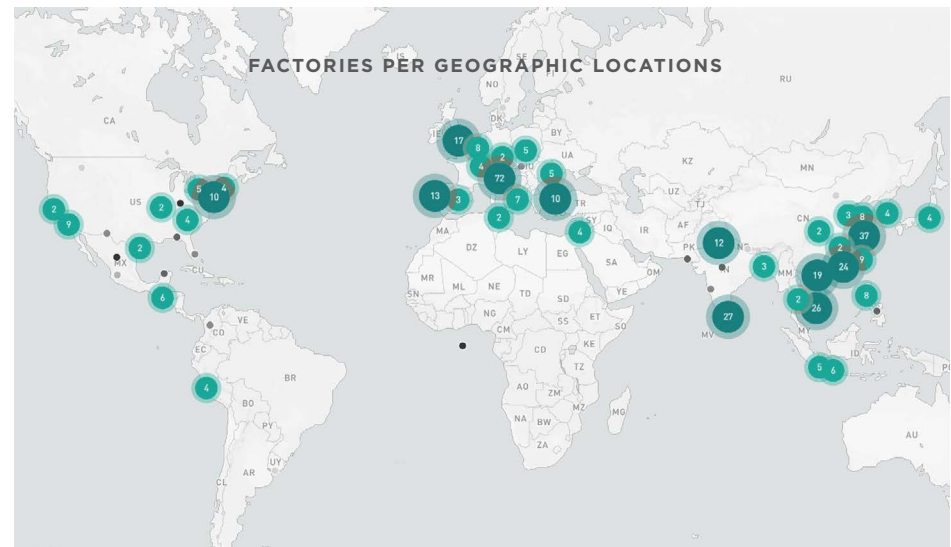 FACTORIES PER GEOGRAPHIC LOCATIONS
IS
SE
FI
NO
RU
CA
DK
IE
17
BY
8
5
2
UA
4
KZ
MN
72
5
US
5
4
10
13
3
7
10
TR
UZ
TJ
CN
3
8
4
4
2
9
2
4
2
SY
IQ
IR
AF
PK
12
2
37
2
MA
4
DZ
LY
EG
SA
OM
3
MM
9
24
19
MX
CU
6
MR
ML
NE
TD
SD
YE
IN
2
8
26
SN
NG
SS
ET
SO
27
MV
MY
VE
CO
CM
EC
CD
KE
ID
5
6
4
BR
TZ
BO
AO
ZM
MZ
MG
PY
NA
BW
ZA
AU
UY
AR
CL